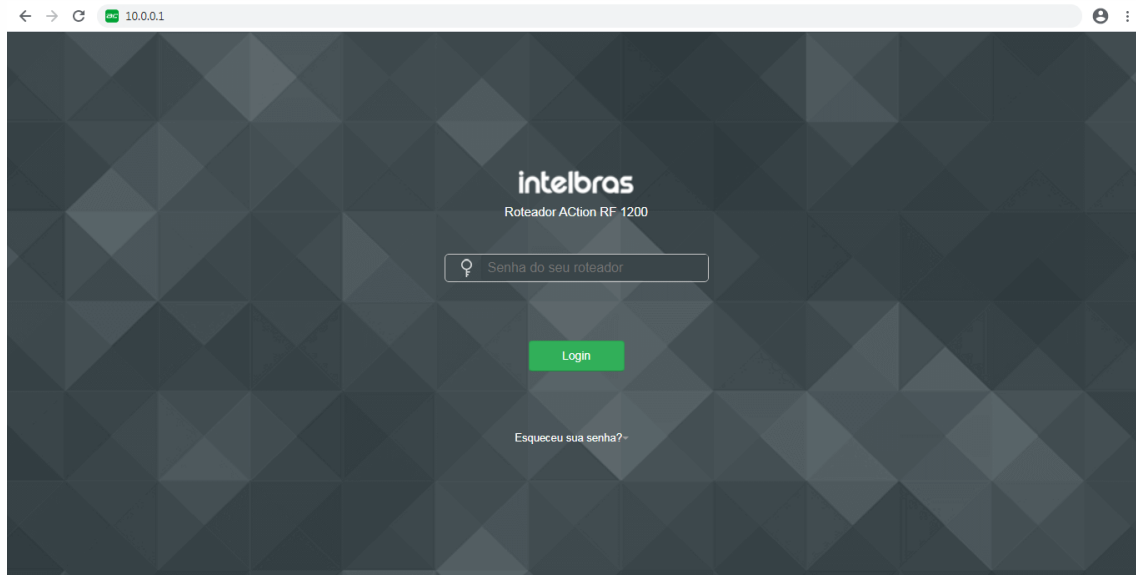 10.0.0.1
intelbras
Roteador ACtion RF 1200
Senha do seu roteador
Login
Esqueceu sua senha?